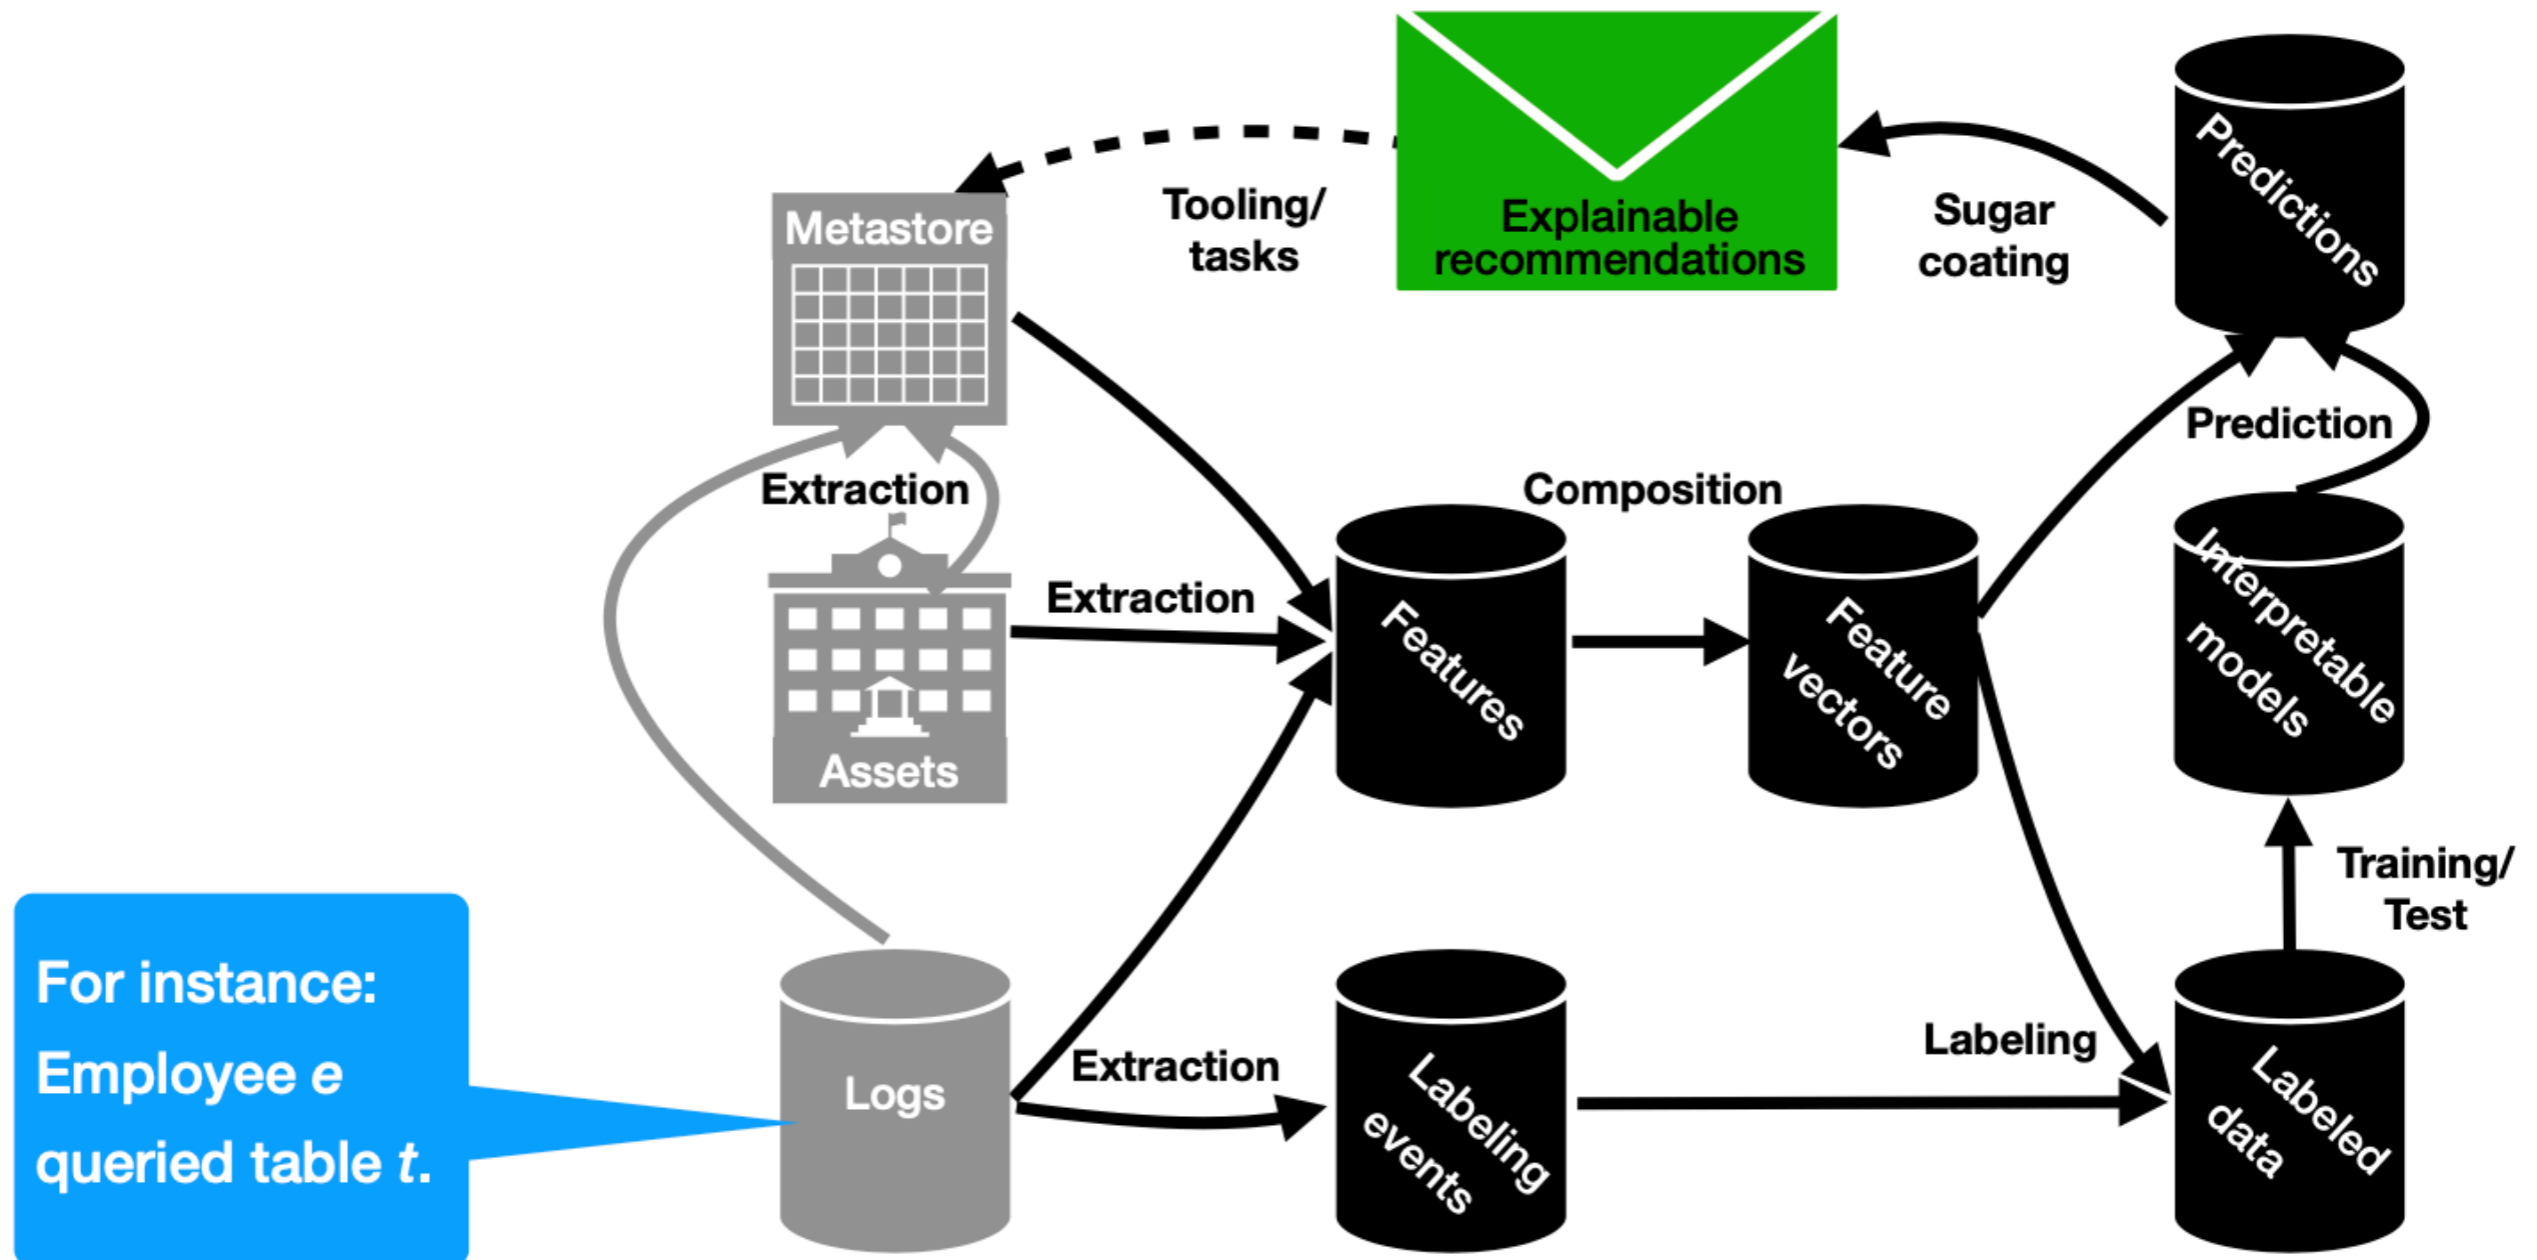 Explainable
recommendations
Predictions
Tooling/
tasks
Sugar
coating
Metastore
Prediction
Extraction
Composition
Extraction
Features
Feature
vectors
Interpretable
models
Assets
Training/
Test
For instance:
Employee e
queried table t.
Logs
Extraction
Labeling
events
Labeling
Labeled
data